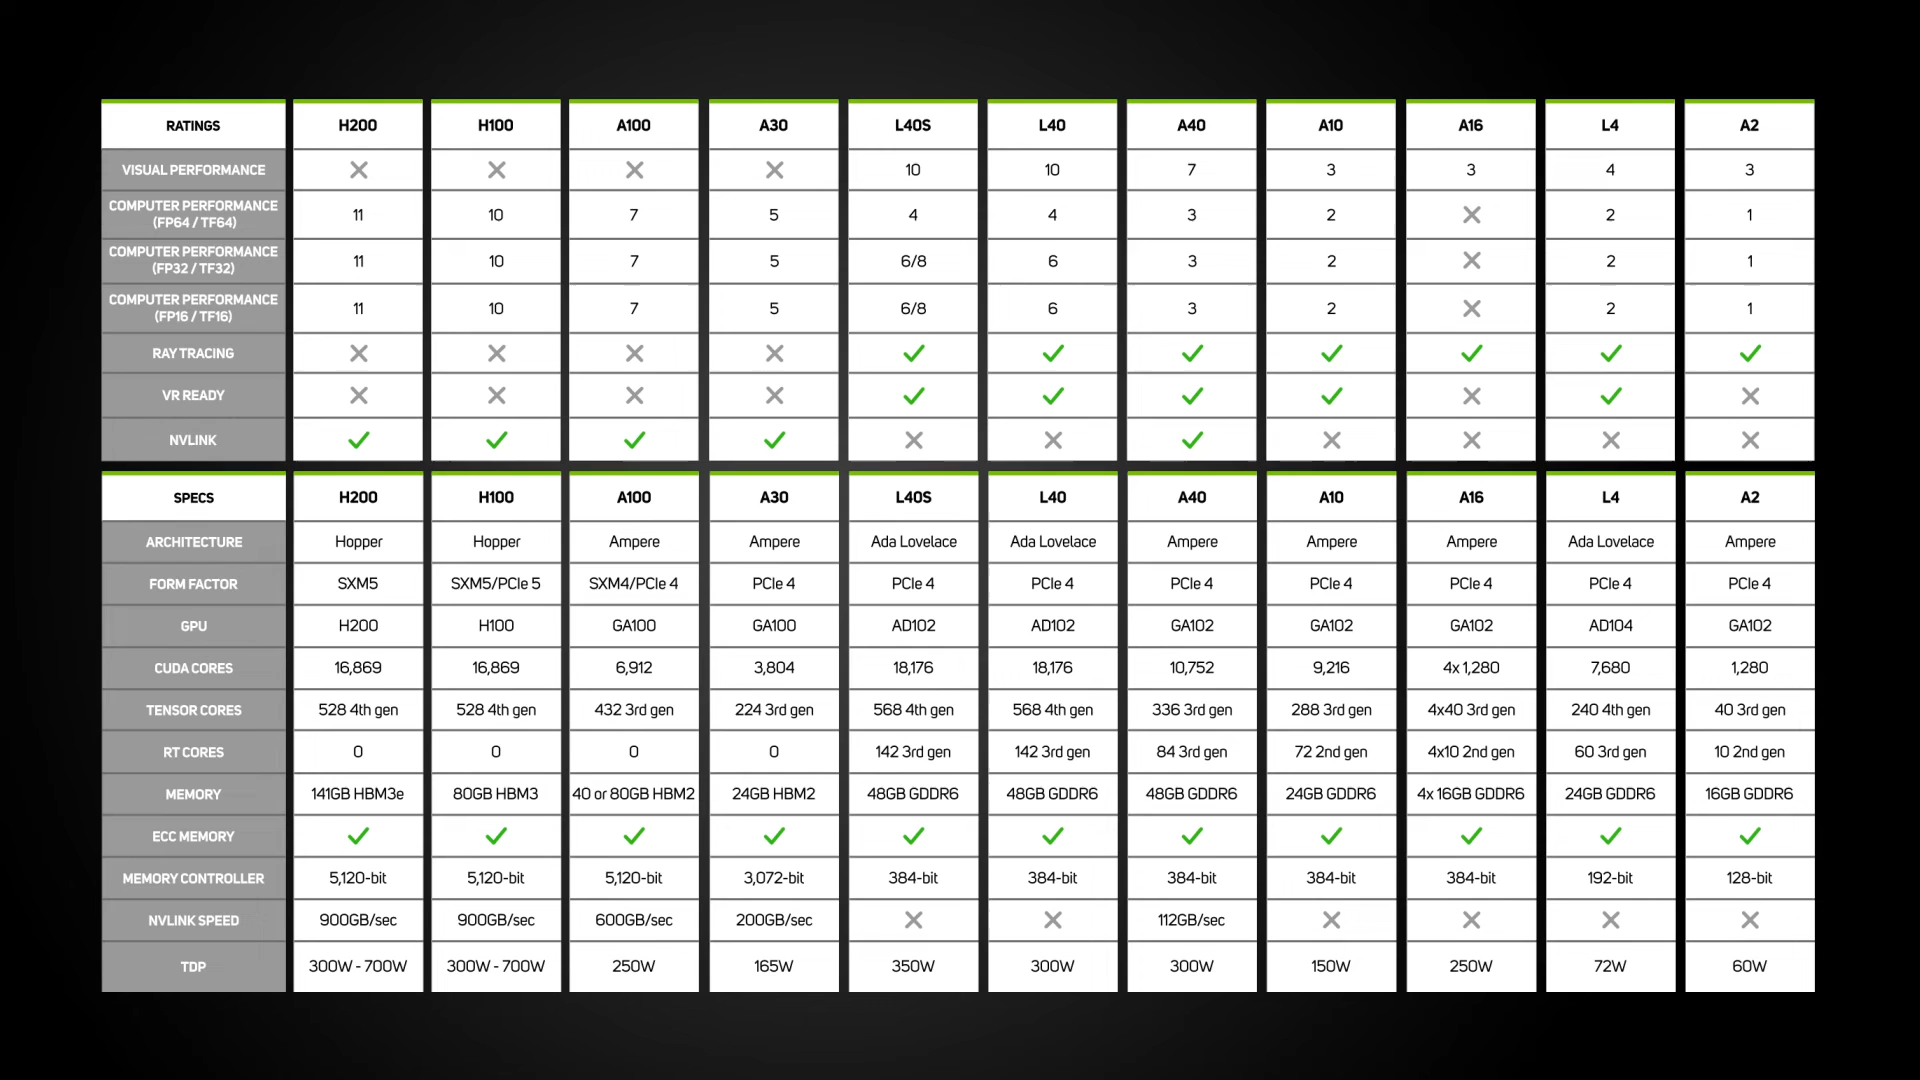 RATINGS H200 H100 A100 A30 L40S L40 A40 A10 A16 L4 A2
VISUAL PERFORMANCE 10 10 7 3 3 4 3
COMPUTER PERFORMANCE
(FP64 / TF64) 11 10 7 5 4 4 3 2 2 1
COMPUTER PERFORMANCE
(FP32 / TF32) 11 10 7 5 6/8 6 3 2 2 1
COMPUTER PERFORMANCE
(FP16 / TF16) 11 10 7 5 6/8 6 3 2 2 1
RAY TRACING
VR READY
NVLINK
SPECS H200 H100 A100 A30 L40S L40 A40 A10 A16 L4 A2
ARCHITECTURE Hopper Hopper Ampere Ampere Ada Lovelace Ada Lovelace Ampere Ampere Ampere Ada Lovelace Ampere
FORM FACTOR SXM5 SXM5/PCIe 5 SXM4/PCIe 4 PCIe 4 PCIe 4 PCIe 4 PCIe 4 PCIe 4 PCIe 4 PCIe 4 PCIe 4
GPU H200 H100 GA100 GA100 AD102 AD102 GA102 GA102 GA102 AD104 GA102
CUDA CORES 16,869 16,869 6,912 3,804 18,176 18,176 10,752 9,216 4x 1,280 7,680 1,280
TENSOR CORES 528 4th gen 528 4th gen 432 3rd gen 224 3rd gen 568 4th gen 568 4th gen 336 3rd gen 288 3rd gen 4x40 3rd gen 240 4th gen 40 3rd gen
RT CORES 0 0 0 0 142 3rd gen 142 3rd gen 84 3rd gen 72 2nd gen 4x10 2nd gen 60 3rd gen 10 2nd gen
MEMORY 141GB HBM3e 80GB HBM3 40 or 80GB HBM2 24GB HBM2 48GB GDDR6 48GB GDDR6 48GB GDDR6 24GB GDDR6 4x 16GB GDDR6 24GB GDDR6 16GB GDDR6
ECC MEMORY
MEMORY CONTROLLER 5,120-bit 5,120-bit 5,120-bit 3,072-bit 384-bit 384-bit 384-bit 384-bit 384-bit 192-bit 128-bit
NVLINK SPEED 900GB/sec 900GB/sec 600GB/sec 200GB/sec 112GB/sec
TDP 300W - 700W 300W - 700W 250W 165W 350W 300W 300W 150W 250W 72W 60W